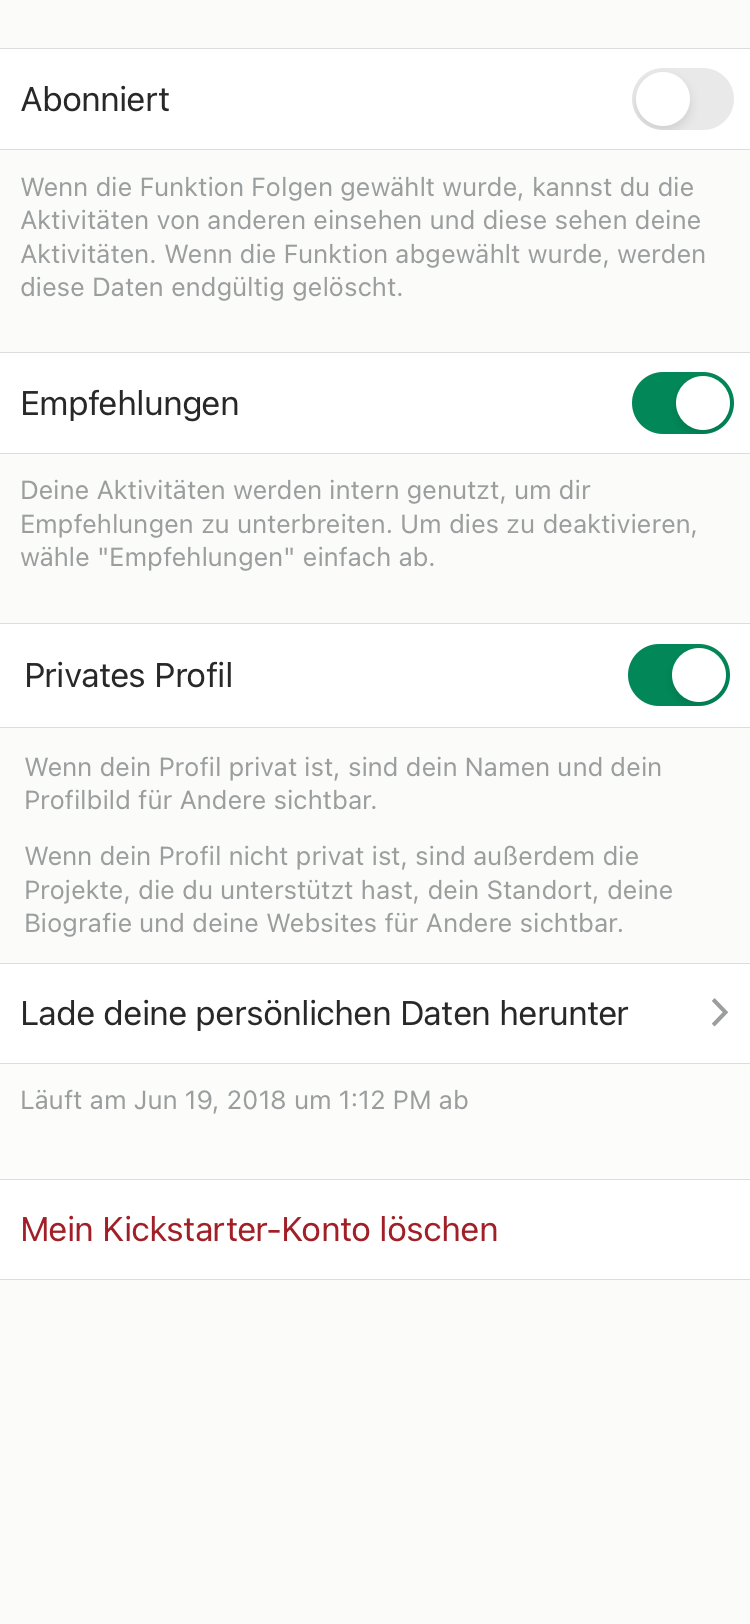 Abonniert
Wenn die Funktion Folgen gewählt wurde, kannst du die
Aktivitäten von anderen einsehen und diese sehen deine
Aktivitäten. Wenn die Funktion abgewählt wurde, werden
diese Daten endgültig gelöscht.
Empfehlungen
Deine Aktivitäten werden intern genutzt, um dir
Empfehlungen zu unterbreiten. Um dies zu deaktivieren,
wähle "Empfehlungen" einfach ab.
Privates Profil
Wenn dein Profil privat ist, sind dein Namen und dein
Profilbild für Andere sichtbar.
Wenn dein Profil nicht privat ist, sind außerdem die
Projekte, die du unterstützt hast, dein Standort, deine
Biografie und deine Websites für Andere sichtbar.
Lade deine persönlichen Daten herunter
Läuft am Jun 19, 2018 um 1:12 PM ab
Mein Kickstarter-Konto löschen